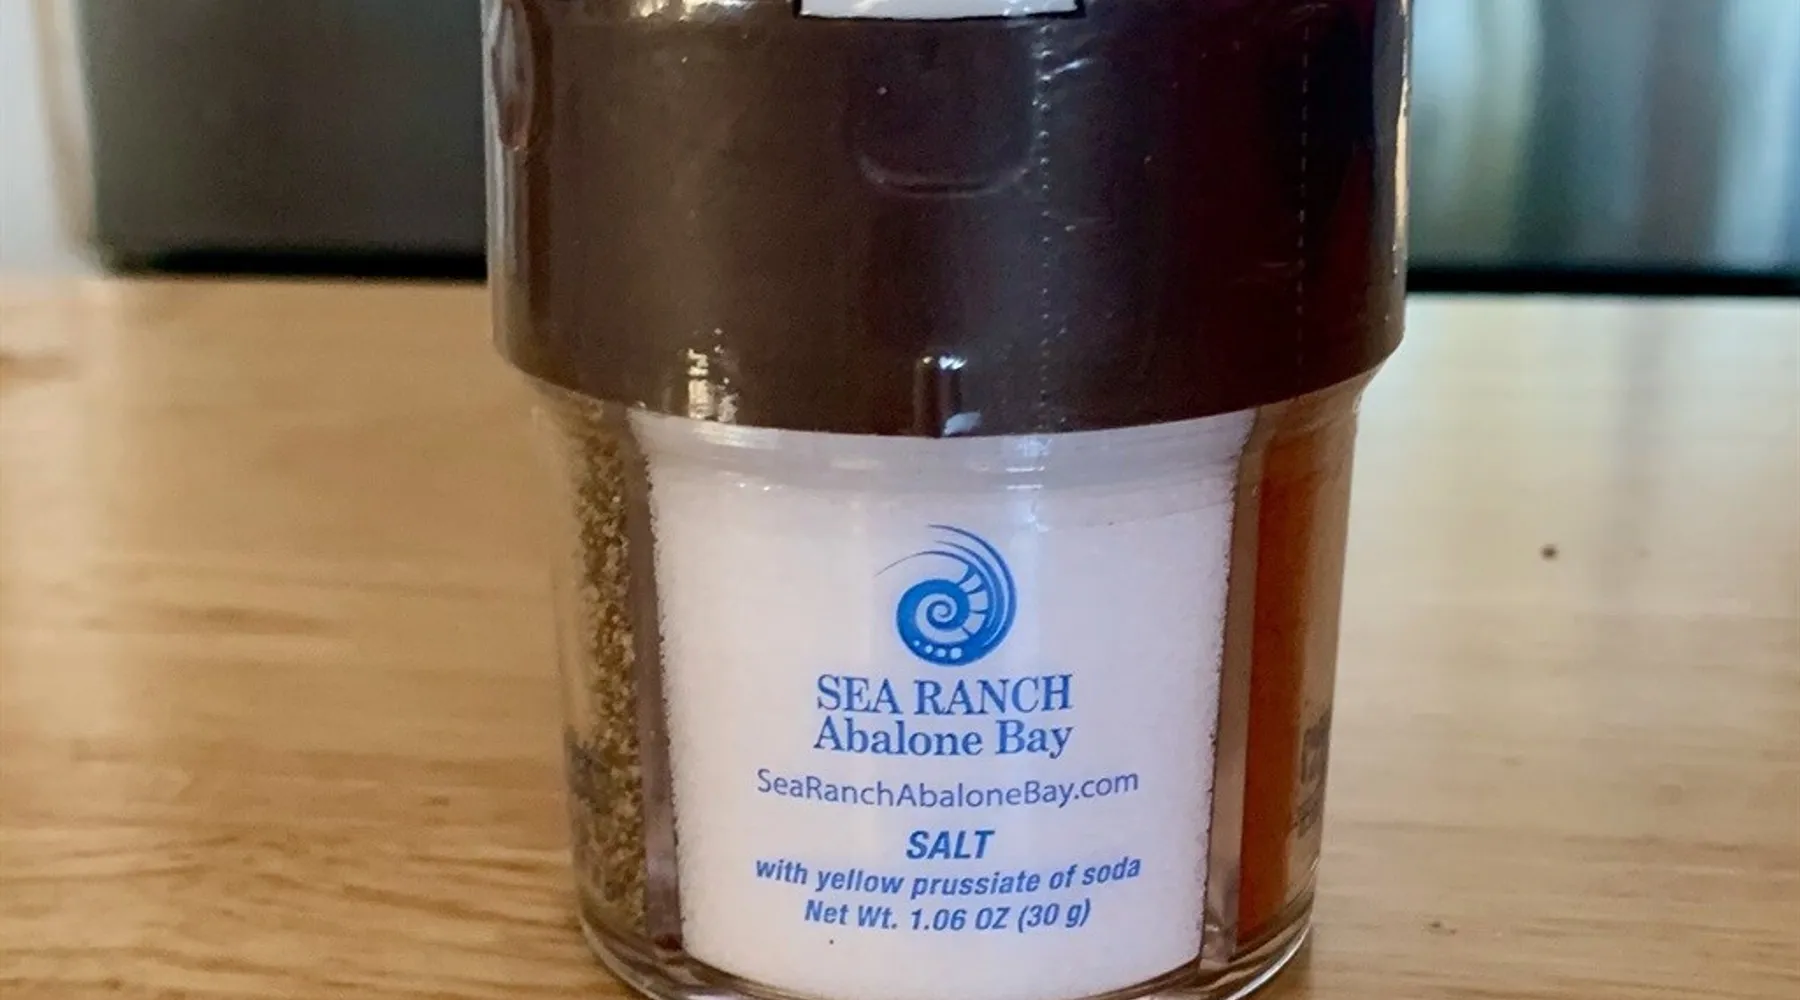 SEA RANCH
Abalone Bay
SeaRanchAbaloneBay.com
SALT
with yellow prussiate of soda
Net Wt. 1.06 OZ (30 g)